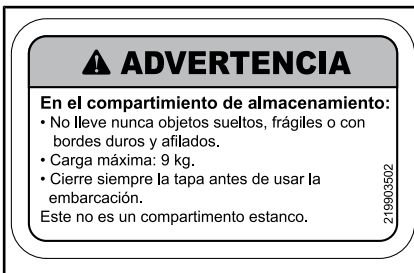 ADVERTENCIA
En el compartimiento de almacenamiento:
• No lleve nunca objetos sueltos, frágiles o con
bordes duros y afilados.
• Carga máxima: 9 kg.
• Cierre siempre la tapa antes de usar la
embarcación.
Este no es un compartimento estanco.
219903502